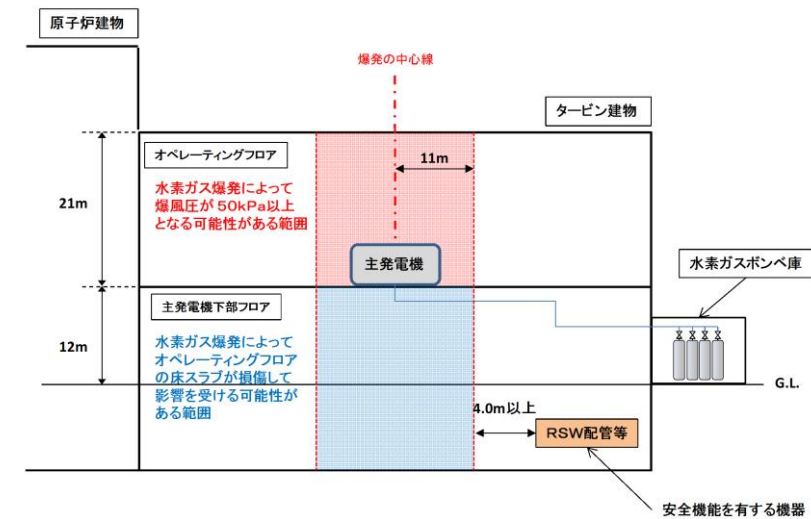 原子炉建物
爆発の中心線
タービン建物
オペレーティングフロア
11m
水素ガス爆発によって
爆風圧が50kPa以上
となる可能性がある範囲
21m
主発電機
水素ガスボンベ庫
主発電機下部フロア
水素ガス爆発によって
オペレーティングフロア
の床スラブが損傷して
影響を受ける可能性が
ある範囲
12m
G.L.
4.0m以上
RSW配管等
安全機能を有する機器